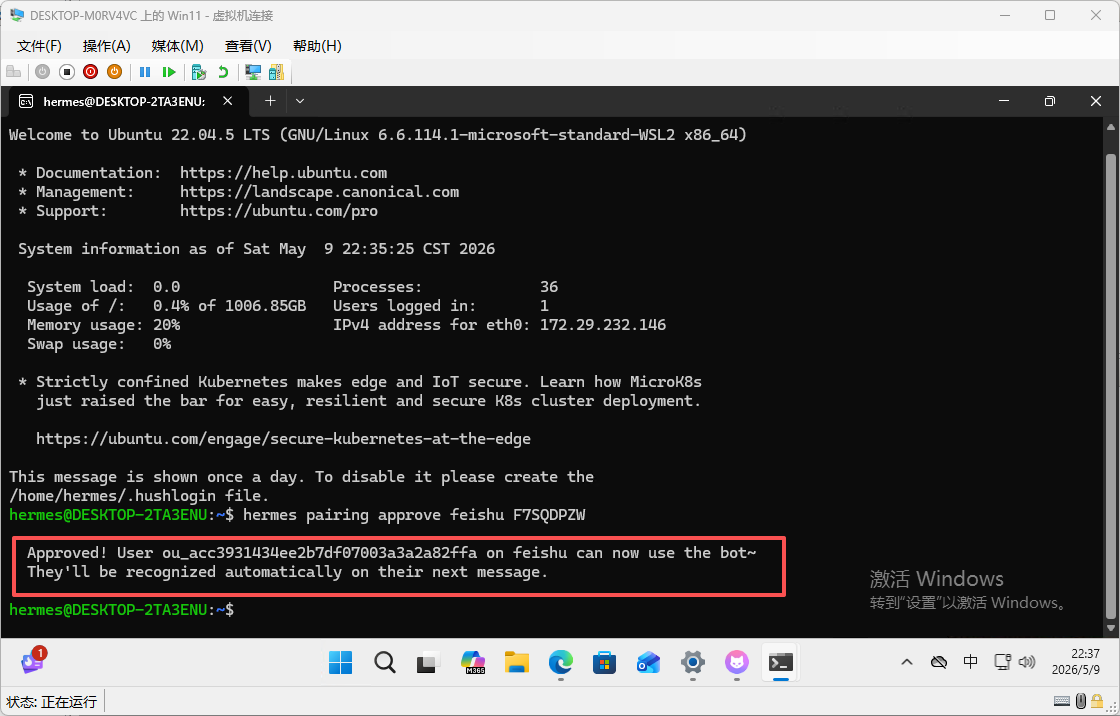 DESKTOP-M0RV4VC 上的 Win11 - 虚拟机连接
文件(F) 操作(A) 媒体(M) 查看(V) 帮助(H)
hermes@DESKTOP-2TA3ENU:
Welcome to Ubuntu 22.04.5 LTS (GNU/Linux 6.6.114.1-microsoft-standard-WSL2 x86_64)
* Documentation: https://help.ubuntu.com
* Management: https://landscape.canonical.com
* Support: https://ubuntu.com/pro
System information as of Sat May 9 22:35:25 CST 2026
System load: 0.0 Processes: 36
Usage of /: 0.4% of 1006.85GB Users logged in: 1
Memory usage: 20% IPv4 address for eth0: 172.29.232.146
Swap usage: 0%
* Strictly confined Kubernetes makes edge and IoT secure. Learn how MicroK8s
just raised the bar for easy, resilient and secure K8s cluster deployment.
https://ubuntu.com/engage/secure-kubernetes-at-the-edge
This message is shown once a day. To disable it please create the
/home/hermes/.hushlogin file.
hermes@DESKTOP-2TA3ENU:~$ hermes pairing approve feishu F7SQDPZW
Approved! User ou_acc3931434ee2b7df07003a3a2a82ffa on feishu can now use the bot~
They'll be recognized automatically on their next message.
hermes@DESKTOP-2TA3ENU:~$
激活 Windows
转到"设置"以激活 Windows。
1
M365
中
22:37
2026/5/9
状态: 正在运行